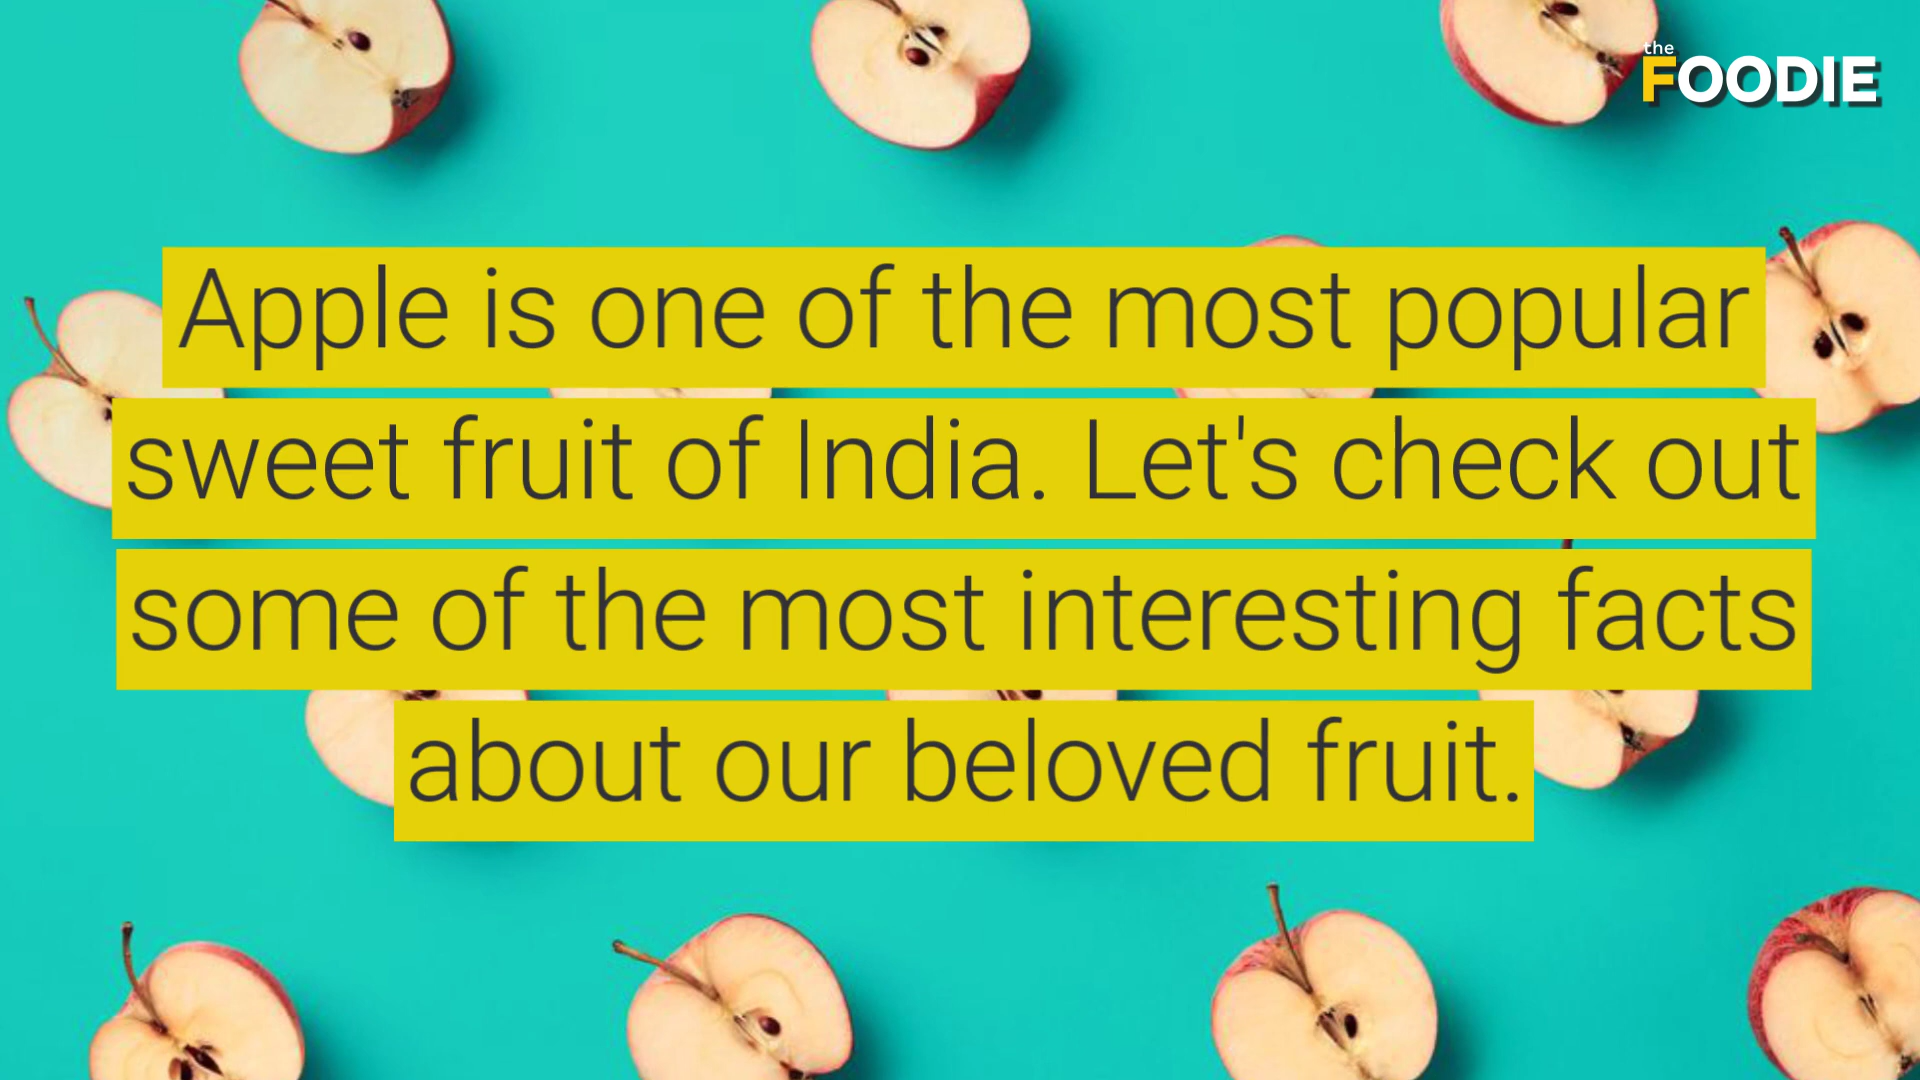 the
FOODIE
Apple is one of the most popular
sweet fruit of India. Let's check out
some of the most interesting facts
about our beloved fruit.